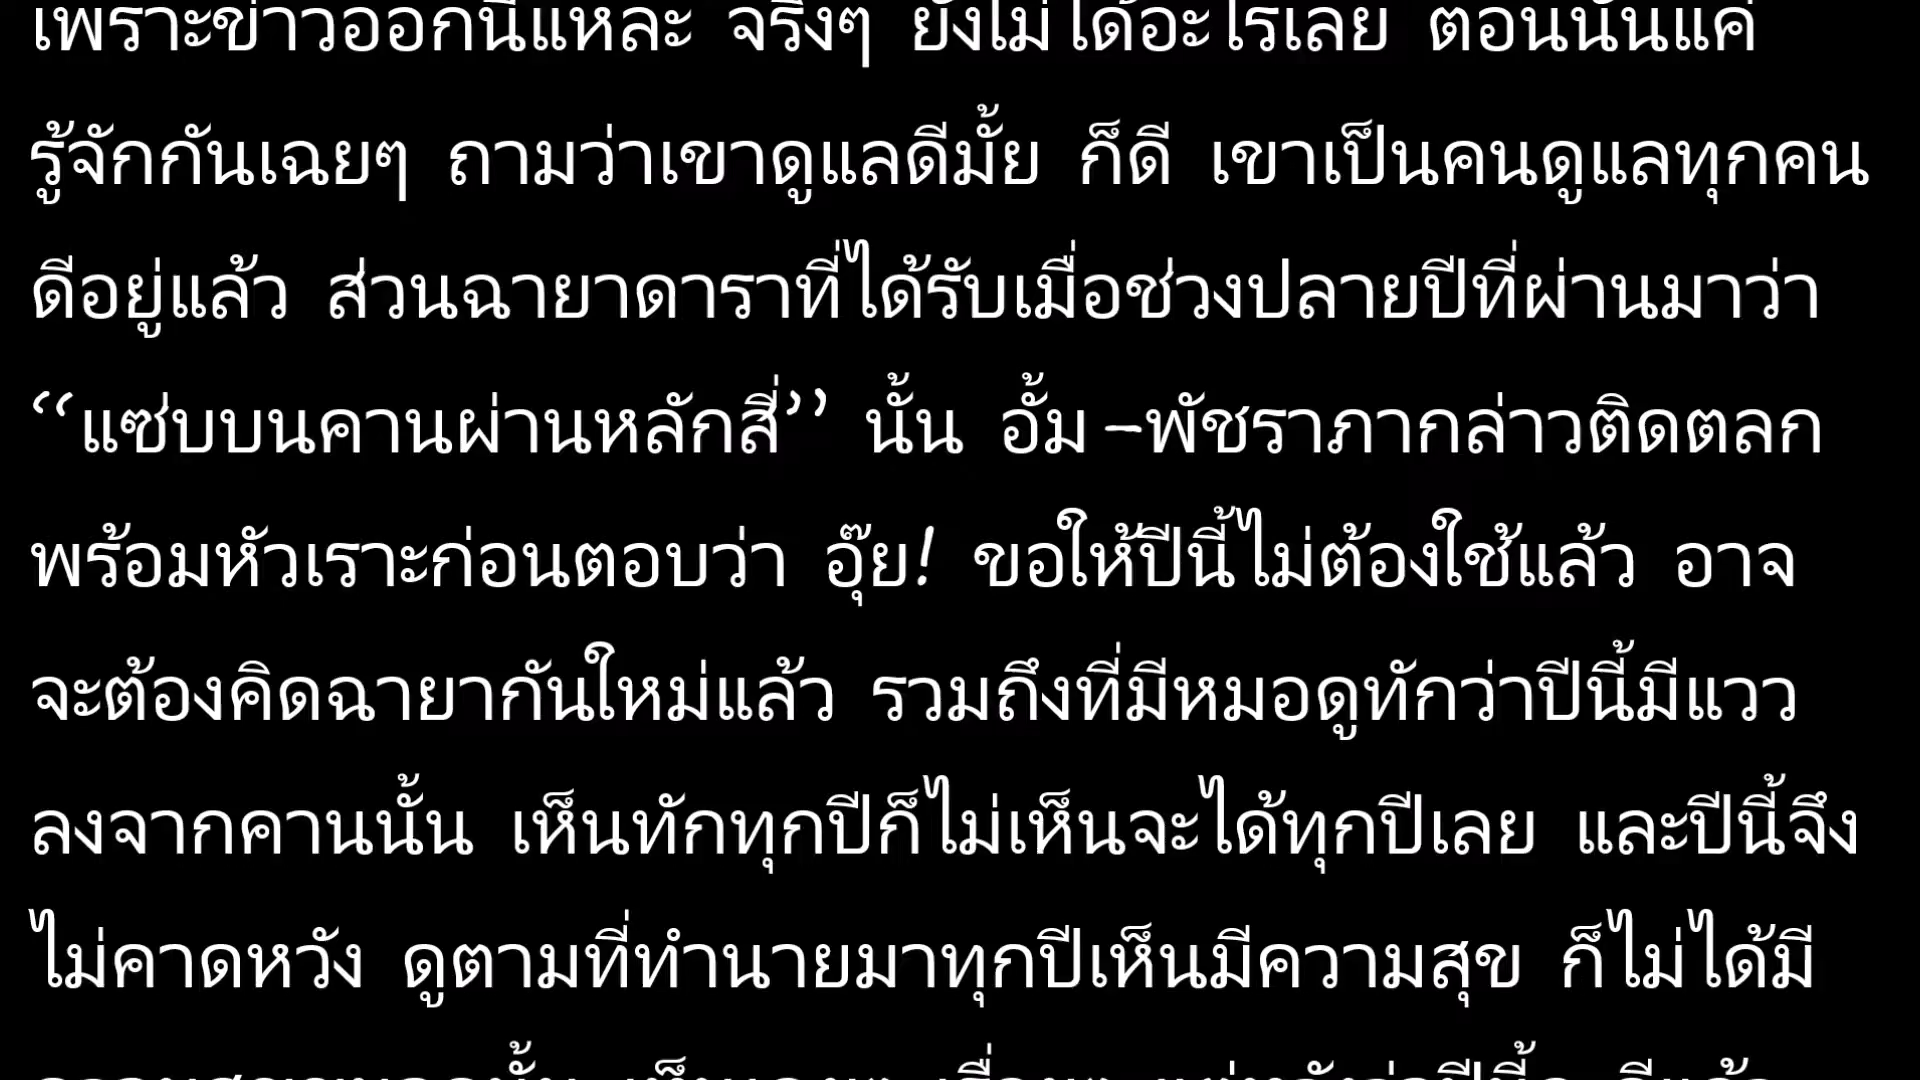 เพราะข่าวออกนี่แหละ จริงๆ ยังไม่ได้อะไรเลย ตอนนั้นแค่
รู้จักกันเฉยๆ ถามว่าเขาดูแลดีมั้ย ก็ดี เขาเป็นคนดูแลทุกคน
ดีอยู่แล้ว ส่วนฉายาดาราที่ได้รับเมื่อช่วงปลายปีที่ผ่านมาว่า
“แซ่บบนคานผ่านหลักสี่” นั้น อั้ม-พัชราภากล่าวติดตลก
พร้อมหัวเราะก่อนตอบว่า อุ๊ย! ขอให้ปีนี้ไม่ต้องใช้แล้ว อาจ
จะต้องคิดฉายากันใหม่แล้ว รวมถึงที่มีหมอดูทักว่าปีนี้มีแวว
ลงจากคานนั้น เห็นทักทุกปีก็ไม่เห็นจะได้ทุกปีเลย และปีนี้จึง
ไม่คาดหวัง ดูตามที่ทำนายมาทุกปีเห็นมีความสุข ก็ไม่ได้มี